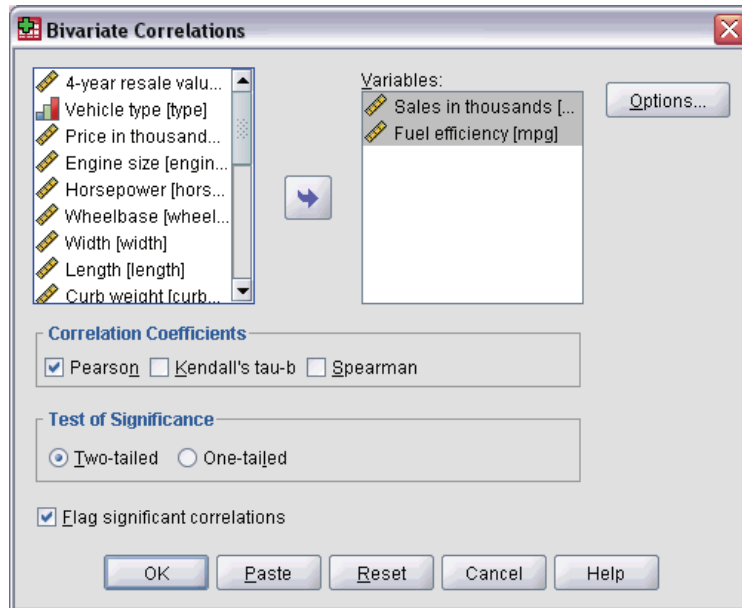 Bivariate Correlations
4-year resale valu...
Vehicle type [type]
Price in thousand...
Engine size [engin...
Horsepower [hors...
Wheelbase [wheel...
Width [width]
Length [length]
Curb weight [curb...
Variables:
Sales in thousands [...
Fuel efficiency [mpg]
Options...
Correlation Coefficients
Pearson Kendall's tau-b Spearman
Test of Significance
Two-tailed One-tailed
Flag significant correlations
OK Paste Reset Cancel Help